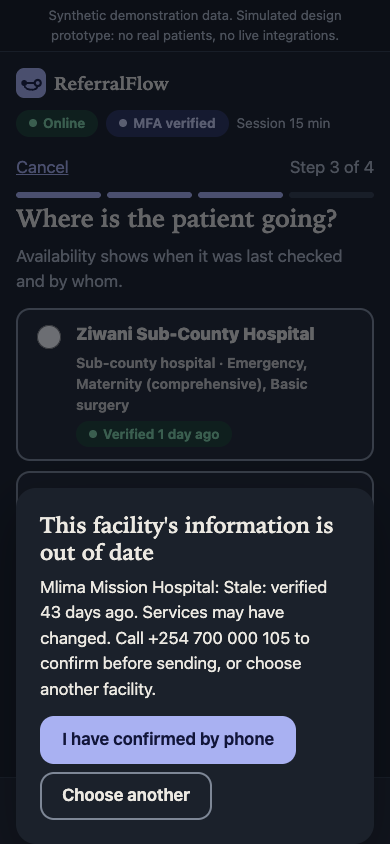 Synthetic demonstration data. Simulated design
prototype: no real patients, no live integrations.
ReferralFlow
Online
MFA verified
Session 15 min
Cancel
Step 3 of 4
Where is the patient going?
Availability shows when it was last checked
and by whom.
Ziwani Sub-County Hospital
Sub-county hospital · Emergency,
Maternity (comprehensive), Basic
surgery
Verified 1 day ago
This facility's information is
out of date
Mlima Mission Hospital: Stale: verified
43 days ago. Services may have
changed. Call +254 700 000 105 to
confirm before sending, or choose
another facility.
I have confirmed by phone
Choose another